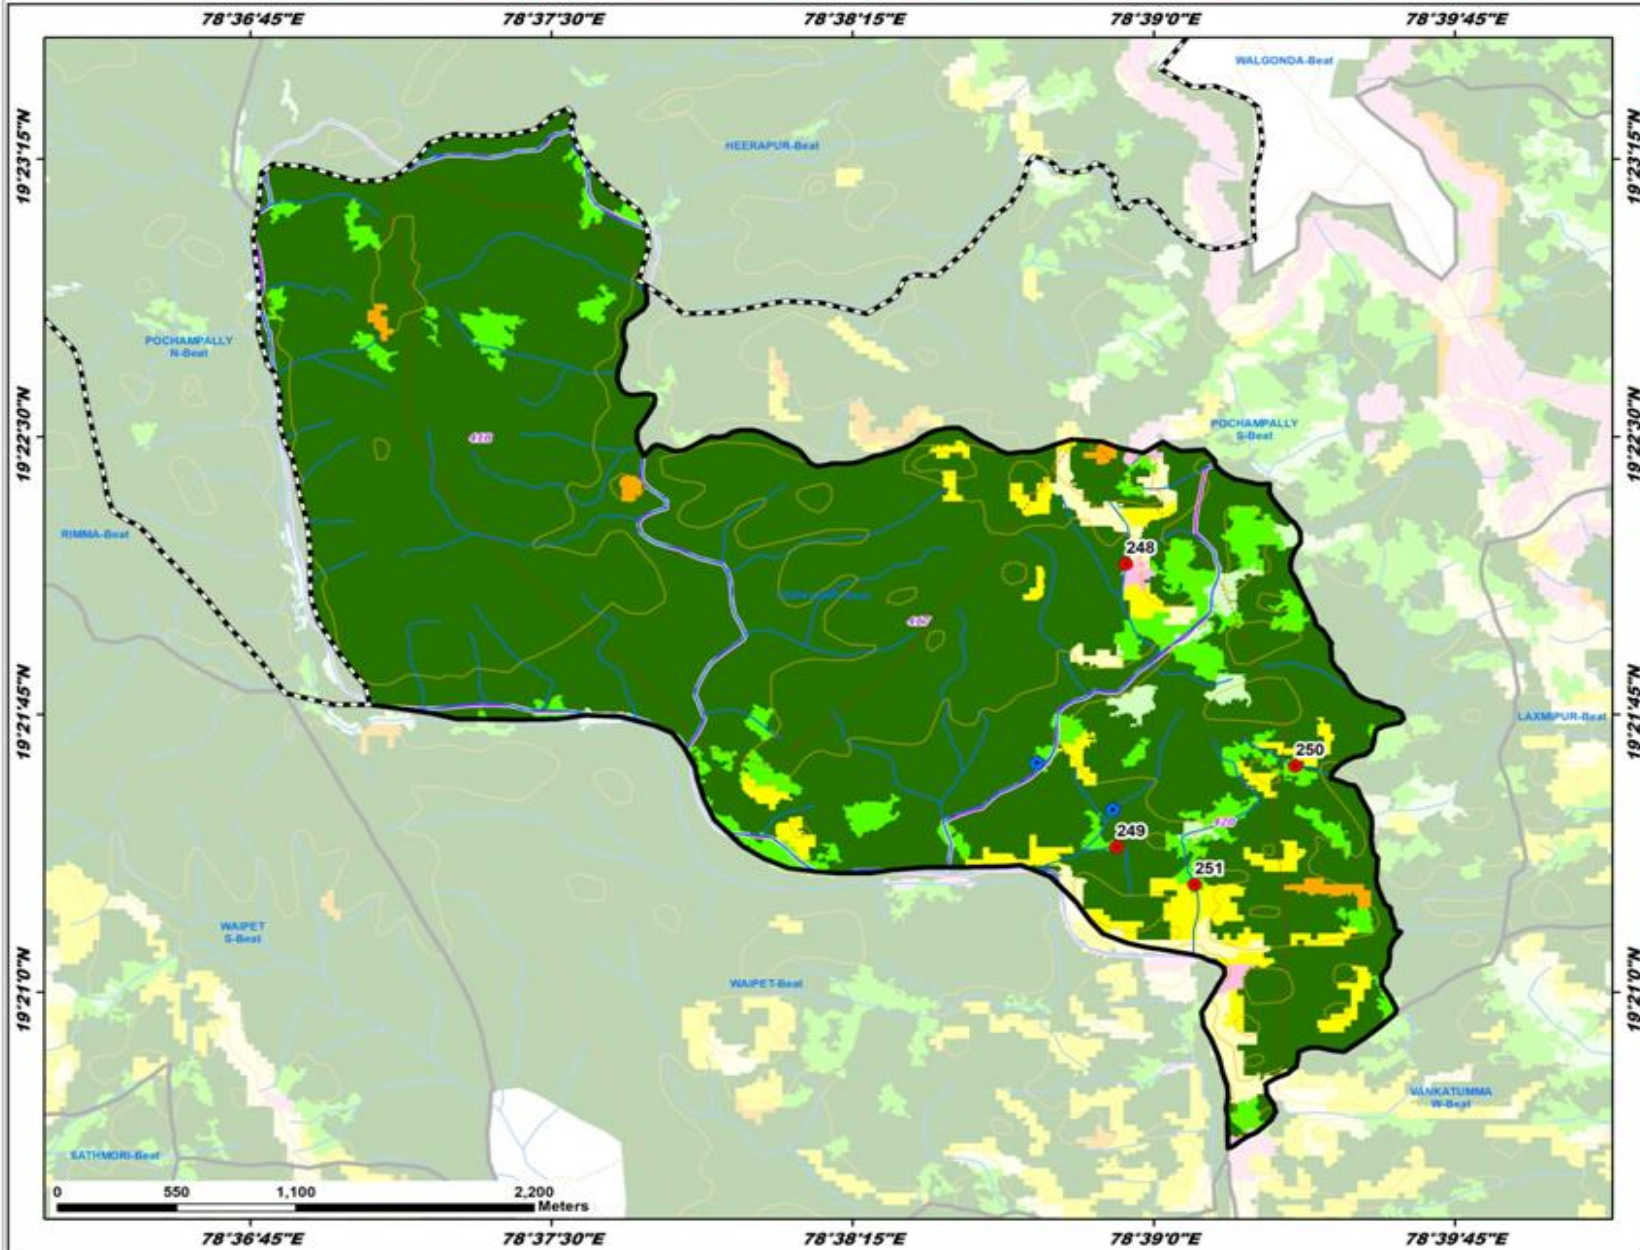 78°36'45"E 78°37'30"E 78°38'15"E 78°39'0"E 78°39'45"E
WALGONDA-Beat
HEERAPUR-Beat
19°23'15"N 19°23'15"N
POCHAMPALLY
N-Beat
19°22'30"N 19°22'30"N
POCHAMPALLY
S-Beat
418
RIMMA-Beat
248
417
19°21'45"N 19°21'45"N
LAXMIPUR-Beat
250
420
249
251
WAIPET
S-Beat
WAIPET-Beat
19°21'0"N 19°21'0"N
VANKATUMMA
W-Beat
SATHMORI-Beat
0 550 1,100 2,200
Meters
78°36'45"E 78°37'30"E 78°38'15"E 78°39'0"E 78°39'45"E